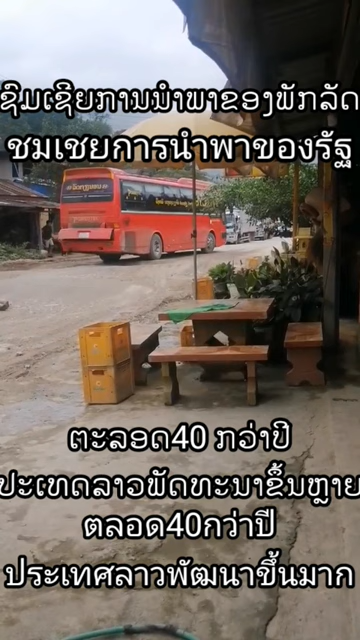 ຊົມເຊີຍການນຳພາຂອງພັກລັດ
ชมเชยการนำพาของรัฐ
ຕະລອດ40 ກວ່າປີ
ປະເທດລາວພັດທະນາຂຶ້ນຫຼາຍ
ตลอด40กว่าปี
ประเทศลาวพัฒนาขึ้นมาก